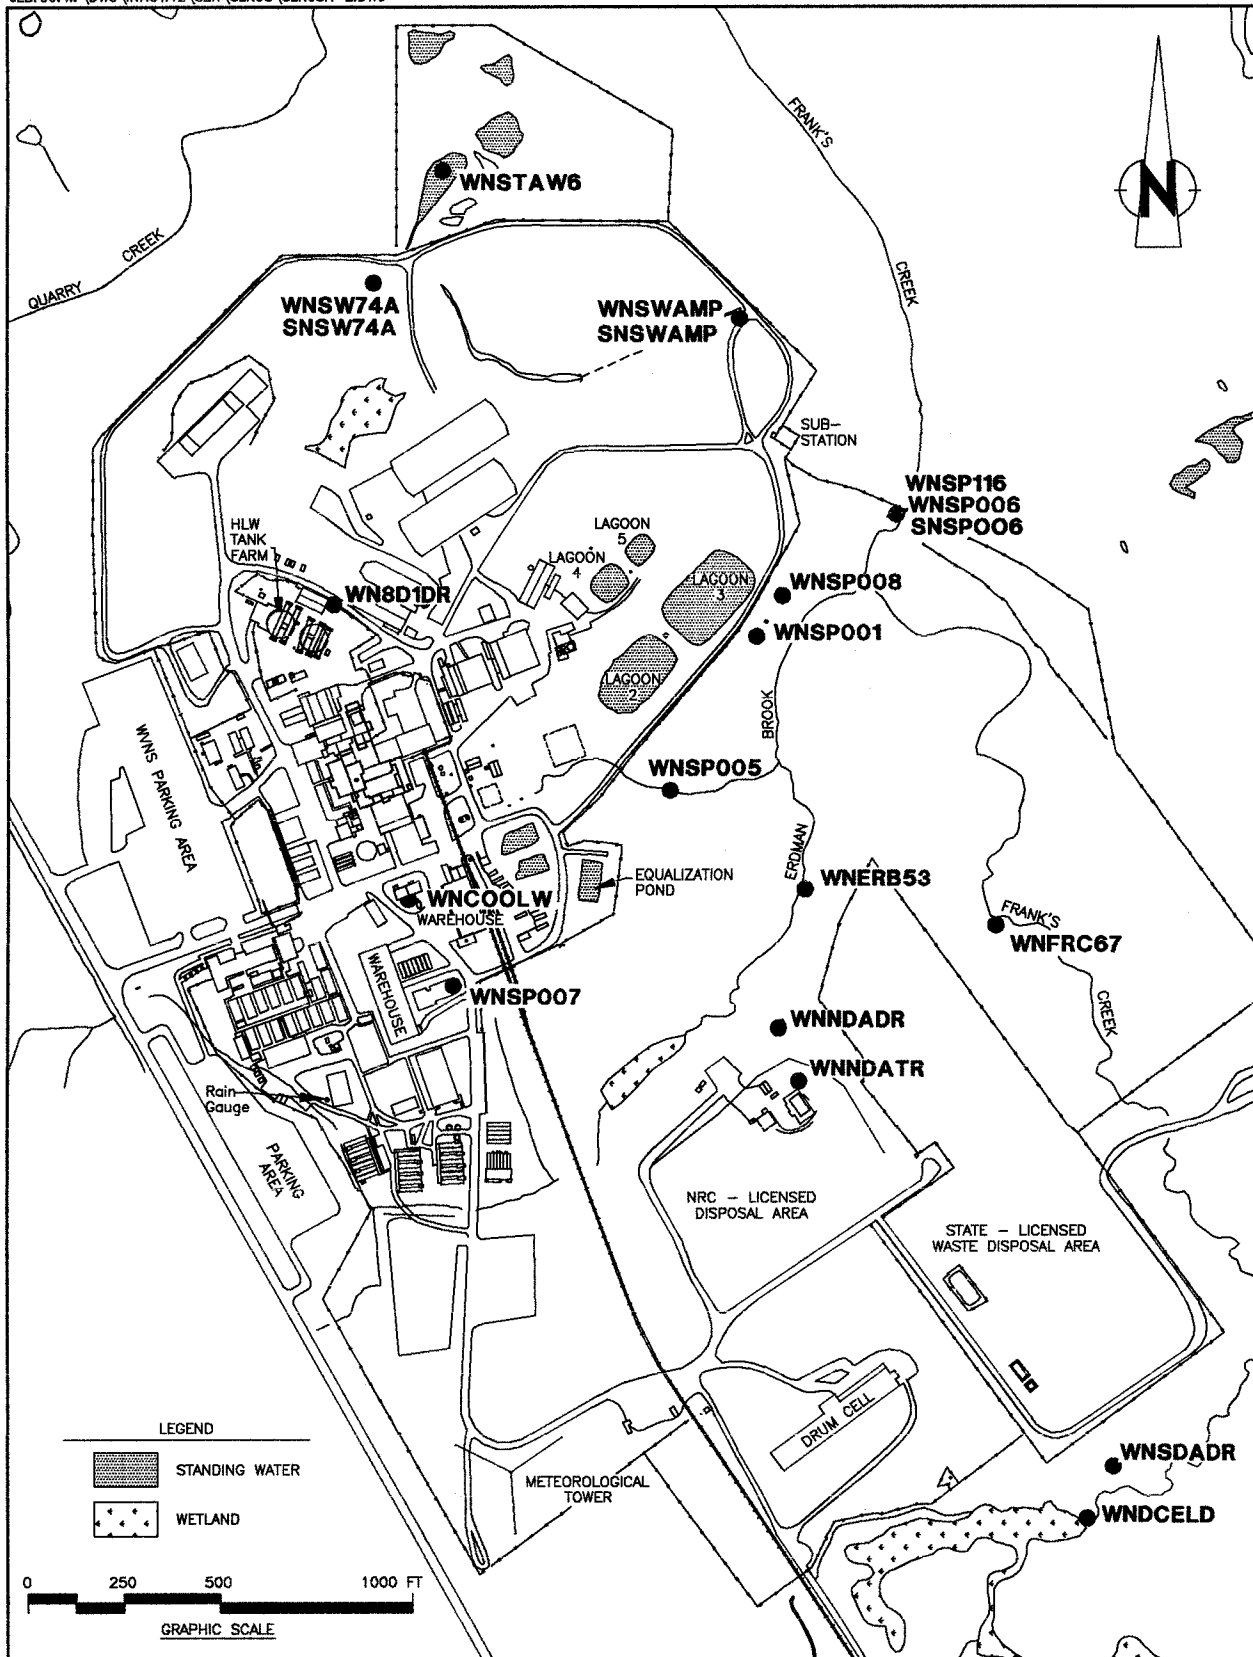 FRANK'S
CREEK
N
WNSTAW6
QUARRY
CREEK
WNSW74A
SNSW74A
WNSWAMP
SNSWAMP
SUB-
STATION
WNSP116
WNSP006
SNSP006
HLW
TANK
FARM
LAGOON
5
LAGOON
4
LAGOON
3
WNSP008
WN8D1DR
WNSP001
LAGOON
2
BROOK
WVNS PARKING AREA
WNSP005
ERDMAN
EQUALIZATION
POND
WNERB53
WNCOOLW
WAREHOUSE
FRANK'S
WNFRC67
CREEK
WAREHOUSE
WNSP007
WNNDADR
WNNDATR
Rain
Gauge
PARKING
AREA
NRC - LICENSED
DISPOSAL AREA
STATE - LICENSED
WASTE DISPOSAL AREA
DRUM CELL
METEOROLOGICAL
TOWER
WNSDADR
WNDCELD
LEGEND
STANDING WATER
WETLAND
0 250 500 1000 FT
GRAPHIC SCALE